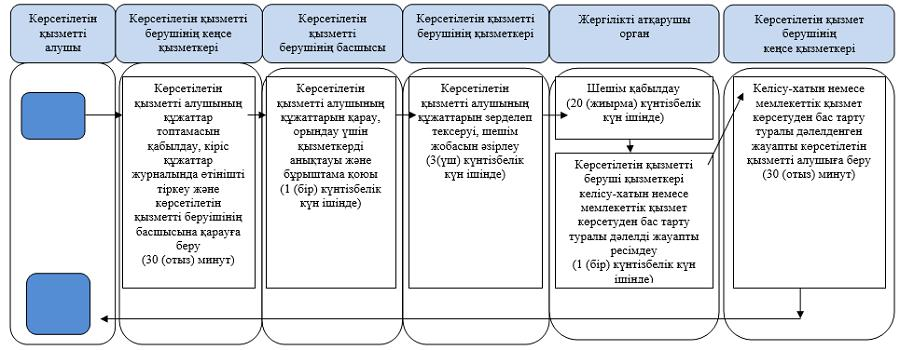 Көрсетілетін
қызметті
алушы
Көрсетілетін қызметті
берушінің кеңсе
қызметкері
Көрсетілетін
қызметті
берушінің басшысы
Көрсетілетін қызметті
берушінің қызметкері
Жергілікті атқарушы
орган
Көрсетілетін қызмет
берушінің
кеңсе қызметкері
Көрсетілетін
қызметті алушының
құжаттар
топтамасын
қабылдау, кіріс
құжаттар
журналында өтінішті
тіркеу және
көрсетілетін
қызметті беруішінің
басшысына қарауға
беру
(30 (отыз) минут)
Көрсетілетін
қызметті алушының
құжаттарын қарау,
орындау үшін
қызметкерді
анықтауы және
бұрыштама қоюы
(1 (бір) күнтізбелік
күн ішінде)
Көрсетілетін
қызметті алушының
құжаттарын зерделеп
тексеруі, шешім
жобасын әзірлеу
(3(үш) күнтізбелік
күн ішінде)
Шешім қабылдау
(20 (жиырма) күнтізбелік
күн ішінде)
Көрсетілетін қызметті
беруші қызметкері
келісу-хатын немесе
мемлекеттік қызмет
көрсетуден бас тарту
туралы дәлелді жауапты
ресімдеу
(1 (бір) күнтізбелік күн
ішінде)
Келісу-хатын немесе
мемлекеттік қызмет
көрсетуден бас тарту
туралы дәлелденген
жауапты көрсетілетін
қызметті алушыға беру
(30 (отыз) минут)